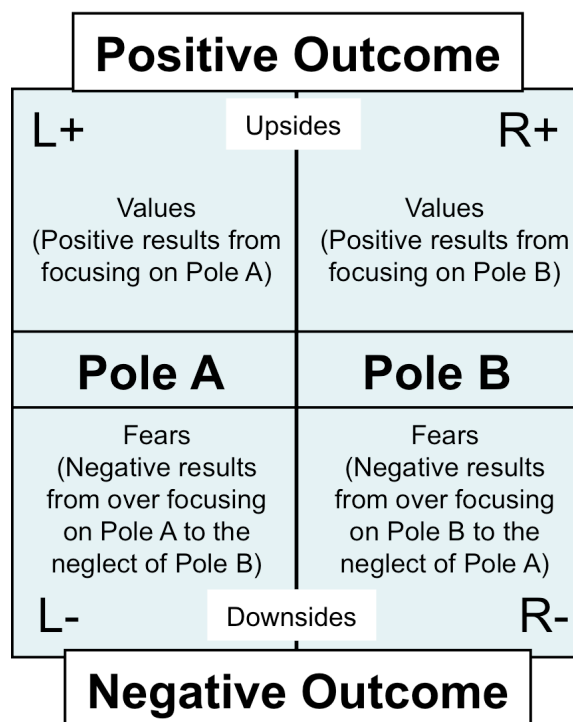 Positive Outcome
L+
Upsides
R+
Values
(Positive results from
focusing on Pole A)
Values
(Positive results from
focusing on Pole B)
Pole A
Pole B
Fears
(Negative results
from over focusing
on Pole A to the
neglect of Pole B)
Fears
(Negative results
from over focusing
on Pole B to the
neglect of Pole A)
L-
Downsides
R-
Negative Outcome